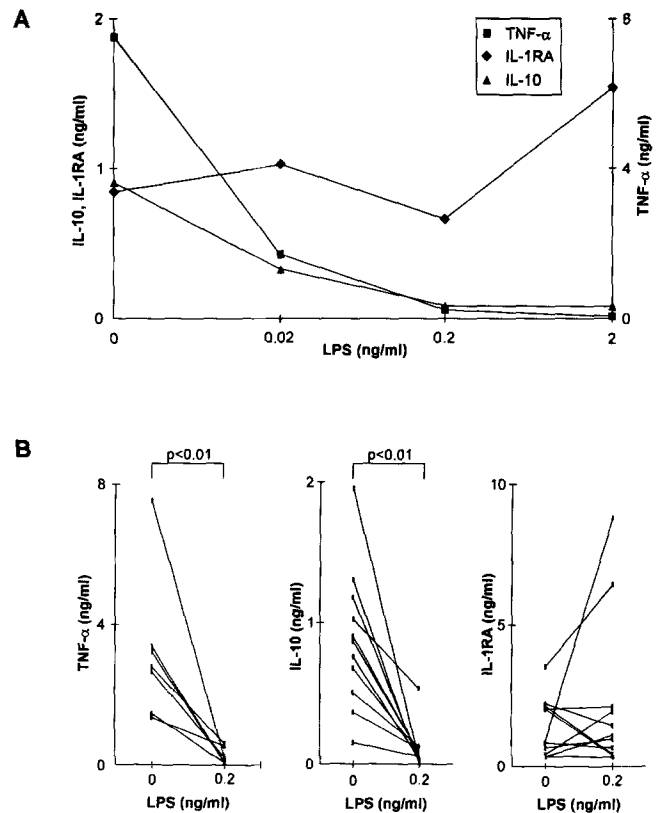 A
2
1
0
IL-10, IL-1RA (ng/ml)
TNF-α
IL-1RA
IL-10
8
4
0
TNF-α (ng/ml)
0
0.02
0.2
2
LPS (ng/ml)
B
p<0.01
8
4
0
TNF-α (ng/ml)
0
0.2
LPS (ng/ml)
p<0.01
2
1
0
IL-10 (ng/ml)
0
0.2
LPS (ng/ml)
10
5
0
IL-1RA (ng/ml)
0
0.2
LPS (ng/ml)